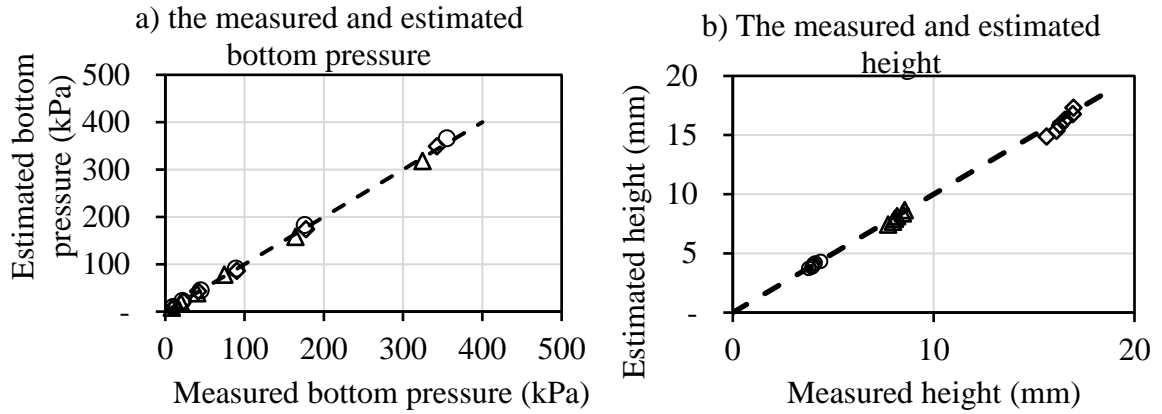 a) the measured and estimated
bottom pressure
500
400
300
200
100
-
0 100 200 300 400 500
Estimated bottom
pressure (kPa)
Measured bottom pressure (kPa)
b) The measured and estimated
height
20
15
10
5
-
0 10 20
Estimated height (mm)
Measured height (mm)